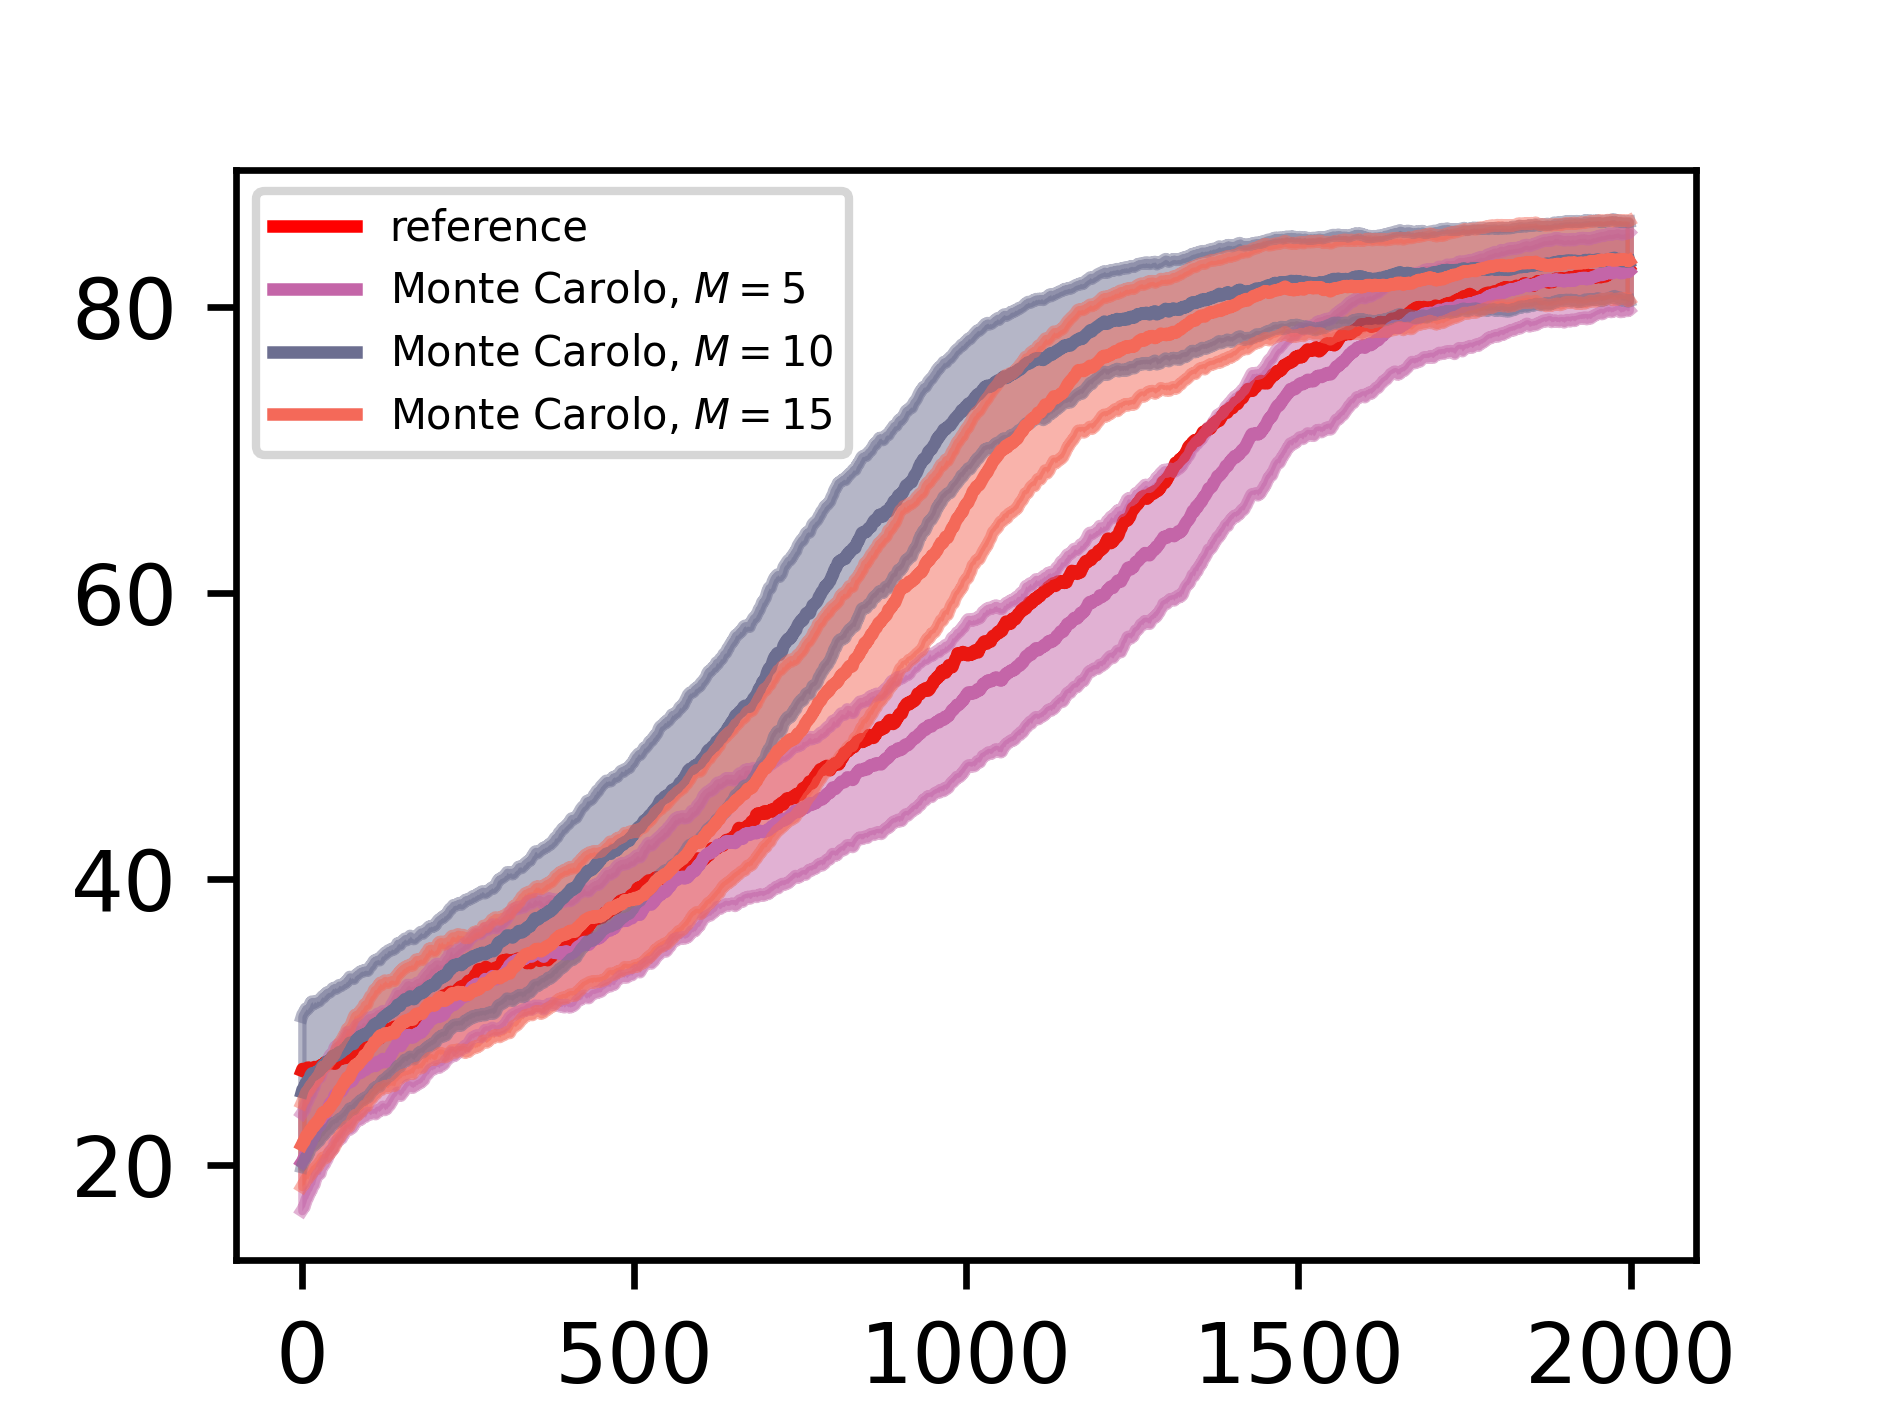 reference
Monte Carolo, M = 5
Monte Carolo, M = 10
Monte Carolo, M = 15
80
60
40
20
0 500 1000 1500 2000